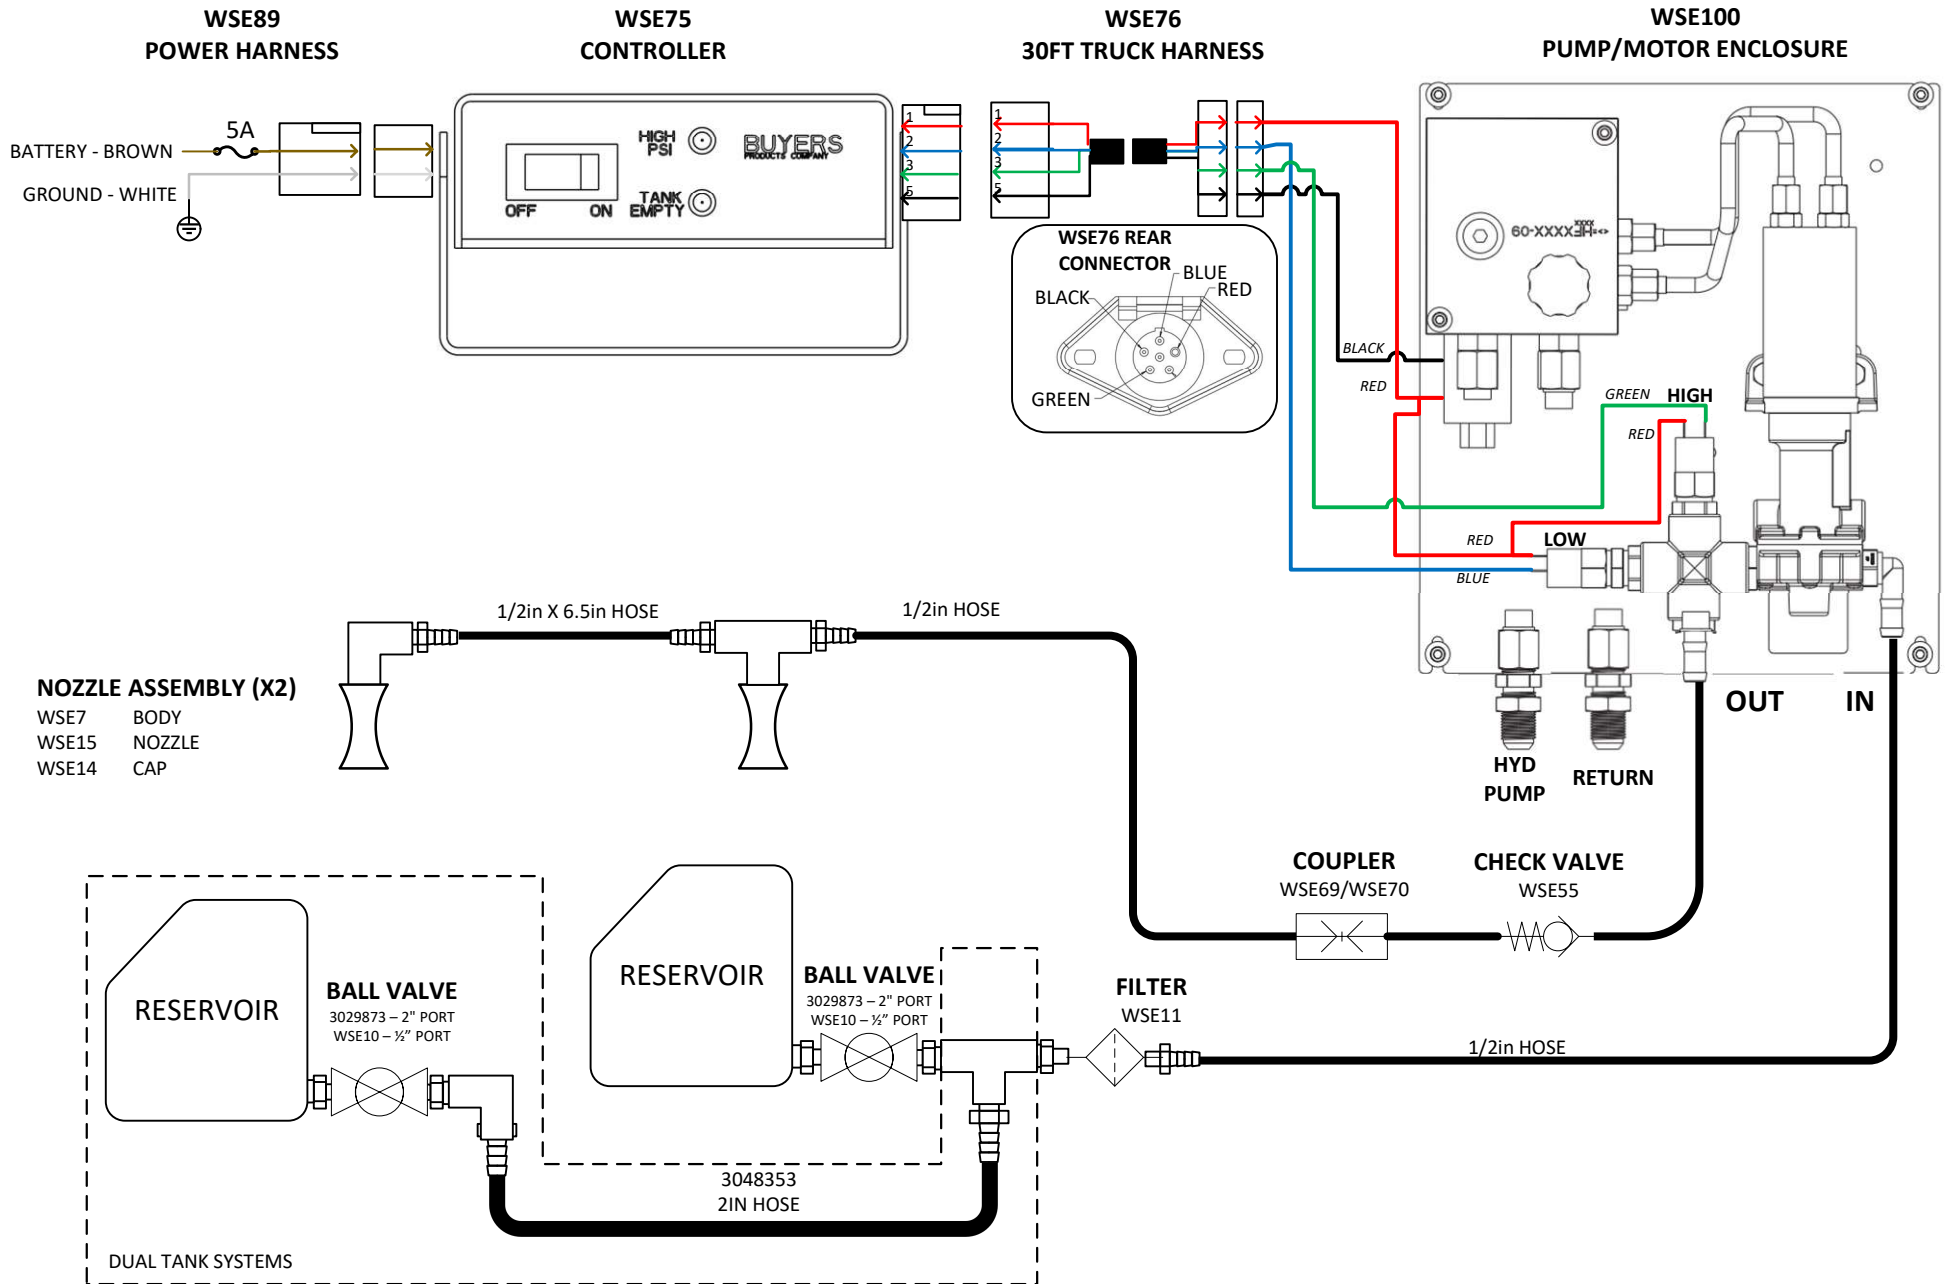 WSE89
POWER HARNESS
WSE75
CONTROLLER
WSE76
30FT TRUCK HARNESS
WSE100
PUMP/MOTOR ENCLOSURE
5A
BATTERY - BROWN
GROUND - WHITE
HIGH
PSI
BUYERS
PRODUCTS COMPANY
OFF
ON
TANK
EMPTY
1
2
3
5
1
2
3
5
WSE76 REAR
CONNECTOR
BLUE
RED
BLACK
GREEN
60-XXXX
BLACK
RED
GREEN
HIGH
RED
RED
LOW
BLUE
1/2in X 6.5in HOSE
1/2in HOSE
NOZZLE ASSEMBLY (X2)
WSE7 BODY
WSE15 NOZZLE
WSE14 CAP
OUT
IN
HYD
PUMP
RETURN
COUPLER
WSE69/WSE70
CHECK VALVE
WSE55
RESERVOIR
BALL VALVE
3029873 – 2" PORT
WSE10 – ½” PORT
RESERVOIR
BALL VALVE
3029873 – 2" PORT
WSE10 – ½” PORT
FILTER
WSE11
1/2in HOSE
3048353
2IN HOSE
DUAL TANK SYSTEMS